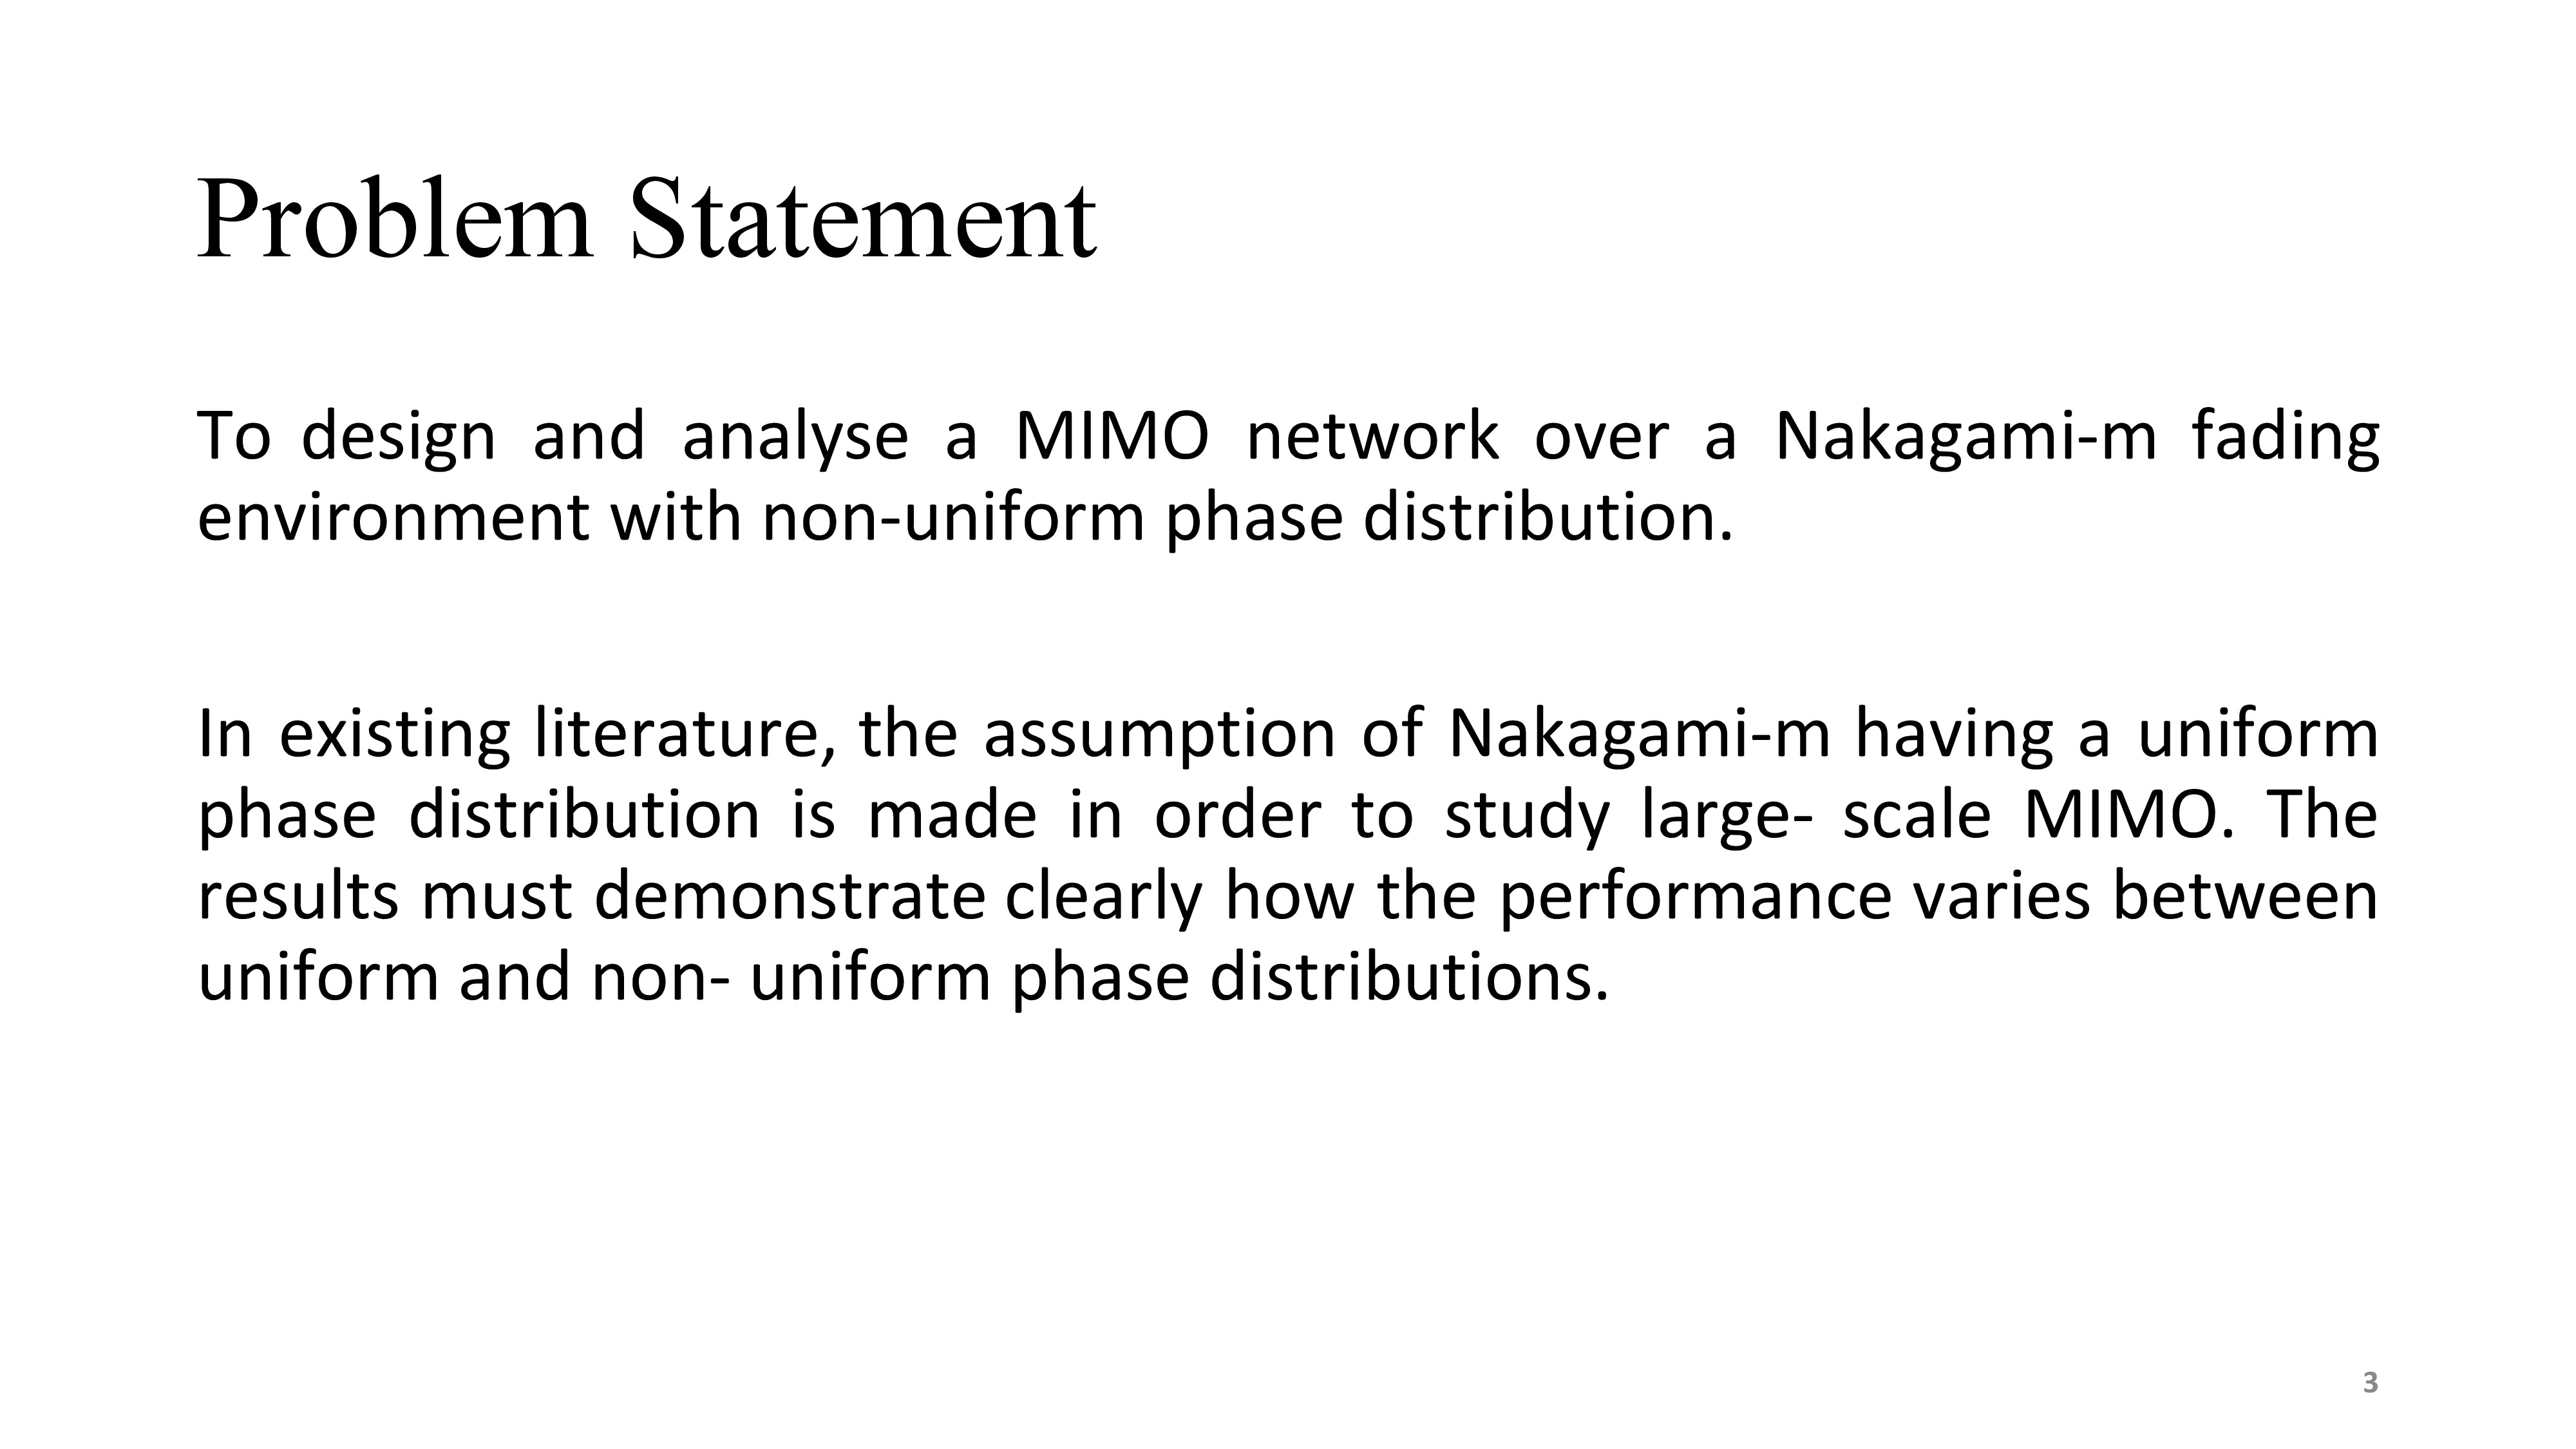 Problem Statement
To design and analyse a MIMO network over a Nakagami-m fading
environment with non-uniform phase distribution.
In existing literature, the assumption of Nakagami-m having a uniform
phase distribution is made in order to study large- scale MIMO. The
results must demonstrate clearly how the performance varies between
uniform and non- uniform phase distributions.
3